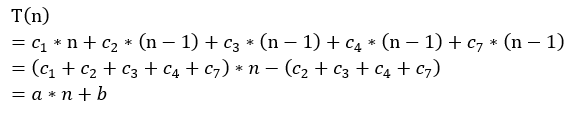 T(n)
= c₁ * n + c₂ * (n − 1) + c₃ * (n − 1) + c₄ * (n − 1) + c₇ * (n − 1)
= (c₁ + c₂ + c₃ + c₄ + c₇) * n − (c₂ + c₃ + c₄ + c₇)
= a * n + b